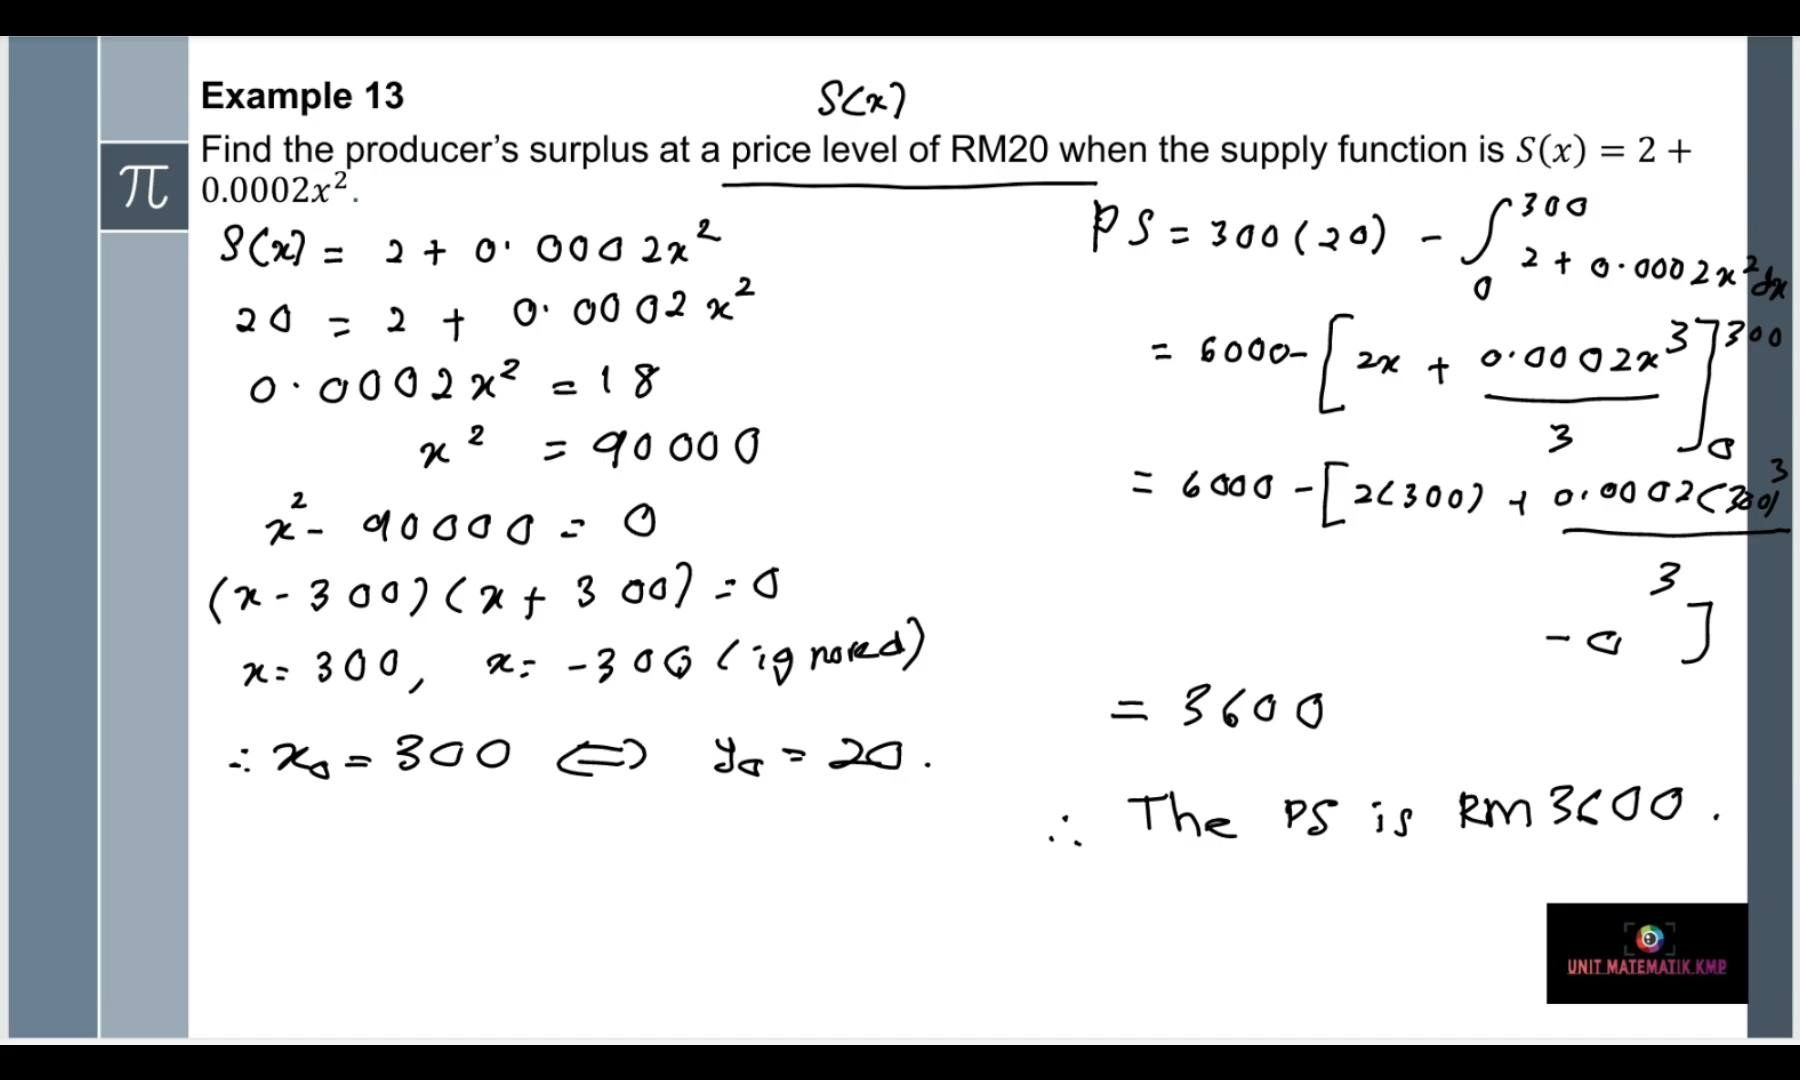 Example 13
S(x)
Find the producer's surplus at a price level of RM20 when the supply function is S(x) = 2 +
0.0002x².
π
S(x) = 2 + 0.0002x²
20 = 2 + 0.0002x²
0.0002x² = 18
x² = 90000
x² - 90000 = 0
(x - 300)(x + 300) = 0
x = 300, x = -300 (ignored)
∴ x₀ = 300 ⇔ y₀ = 20.
PS = 300(20) - ∫₀³⁰⁰ 2 + 0.0002x² dx
= 6000 - [2x + 0.0002x³/3]₀³⁰⁰
= 6000 - [2(300) + 0.0002(300)³/3
- 0]
= 3600
∴ The PS is RM3600.
UNIT MATEMATIK KMP